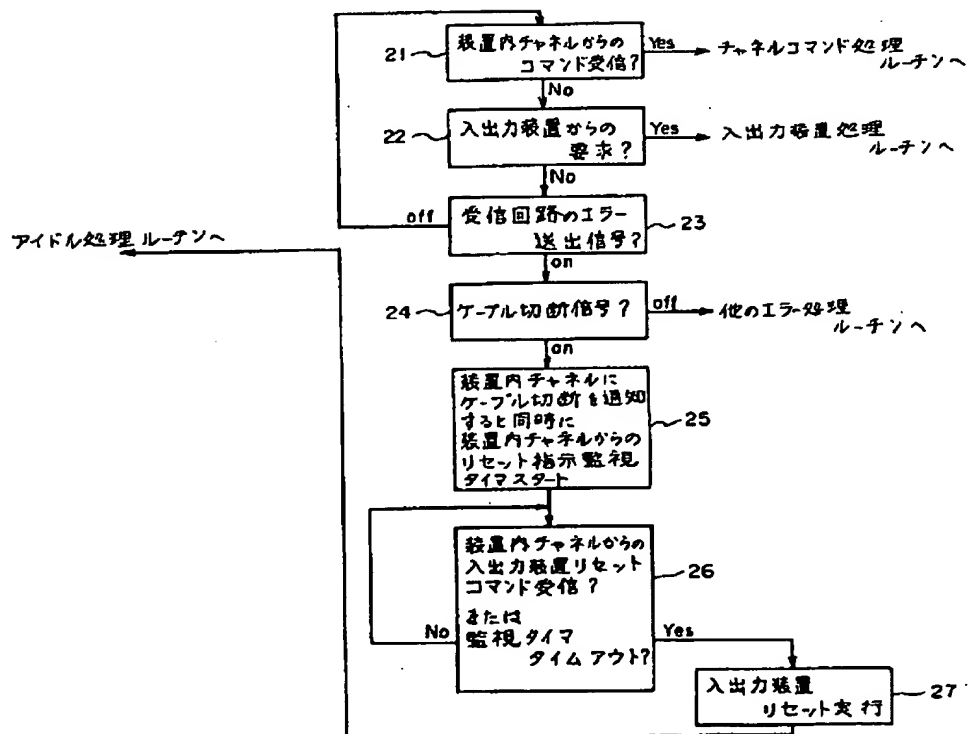 21
装置内チャネルからの
コマンド受信?
Yes
チャネルコマンド処理
ルーチンへ
No
22
入出力装置からの
要求?
Yes
入出力装置処理
ルーチンへ
No
off
受信回路のエラー
送出信号?
23
アイドル処理ルーチンへ
on
24
ケーブル切断信号?
off
他のエラー処理
ルーチンへ
on
装置内チャネルに
ケーブル切断を通知
すると同時に
装置内チャネルからの
リセット指示監視
タイマスタート
25
装置内チャネルからの
入出力装置リセット
コマンド受信?
または
監視タイマ
タイムアウト?
26
No
Yes
入出力装置
リセット実行
27